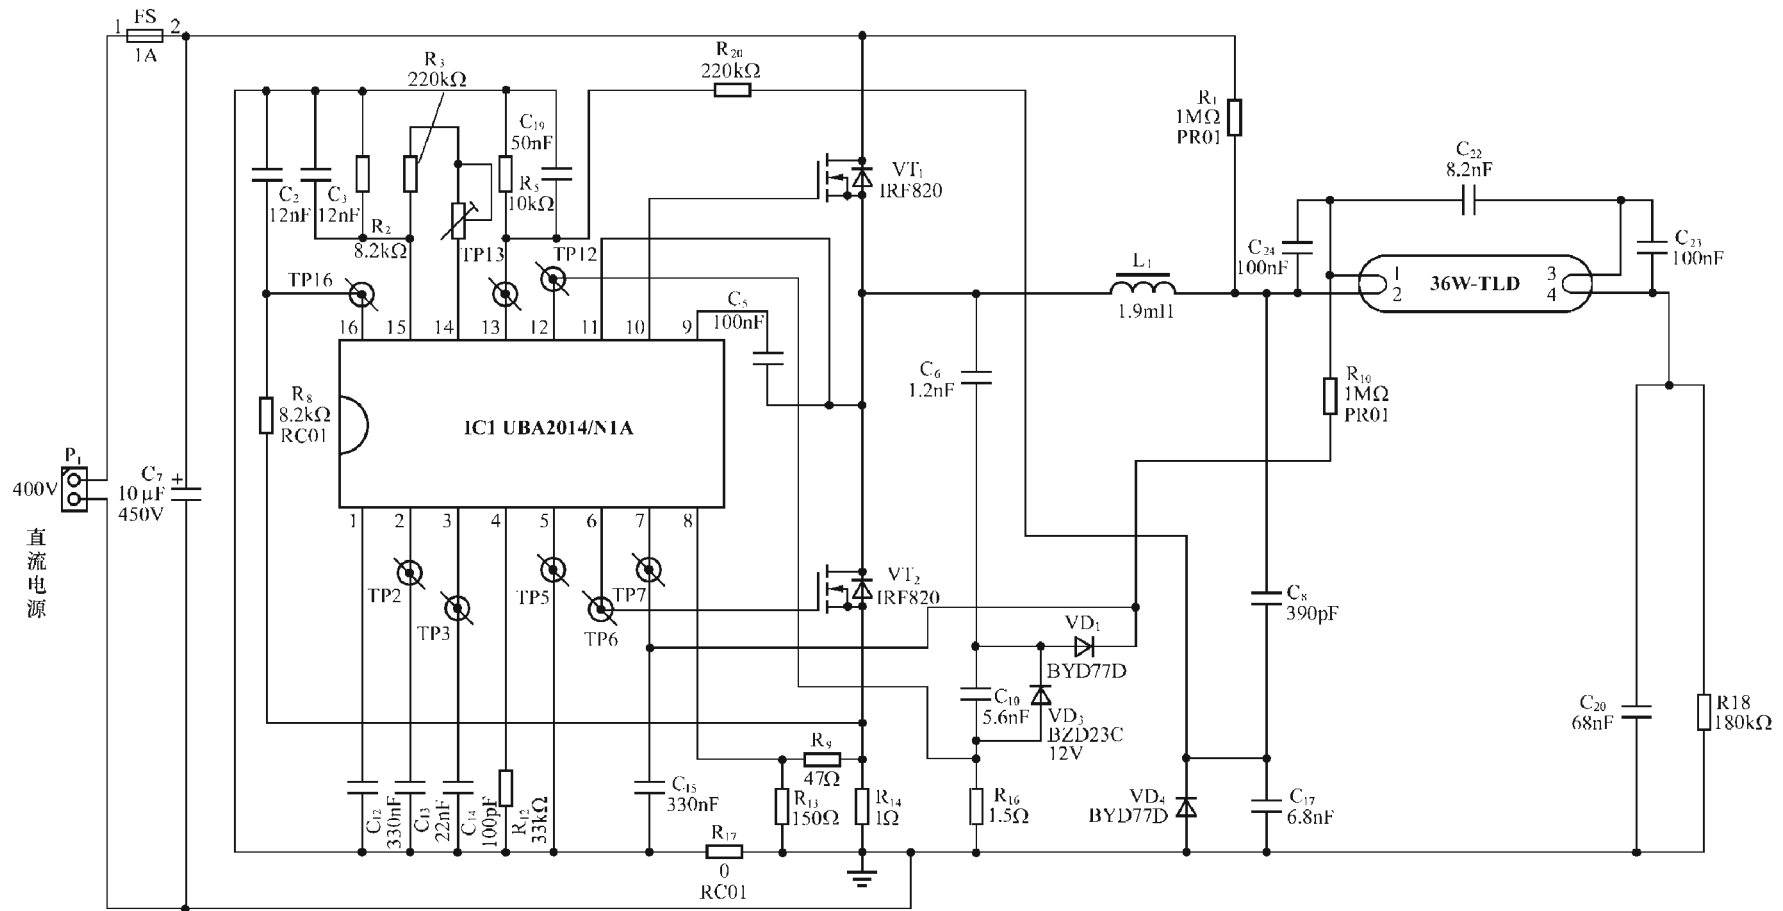 FS
1
2
1A
R₂₀
220kΩ
R₃
220kΩ
R₁
1MΩ
PR01
C₁₉
50nF
C₂₂
8.2nF
VT₁
IRF820
C₂
12nF
C₃
12nF
R₅
10kΩ
R₂
8.2kΩ
C₂₄
100nF
C₂₃
100nF
TP16
TP13
TP12
L₁
1.9ml1
1
2
36W-TLD
3
4
C₅
100nF
16
15
14
13
12
11
10
9
C₆
1.2nF
R₁₀
1MΩ
PR01
R₈
8.2kΩ
RC01
IC1 UBA2014/N1A
P₁
400V
直流电源
C₇
+
10μF
450V
1
2
3
4
5
6
7
8
TP2
TP3
TP5
TP6
TP7
VT₂
IRF820
C₈
390pF
VD₁
BYD77D
C₁₀
5.6nF
VD₃
BZD23C
12V
C₂₀
68nF
R18
180kΩ
R₉
47Ω
C₁₂
330nF
C₁₃
22nF
C₁₄
100pF
R₁₂
33kΩ
C₁₅
330nF
R₁₃
150Ω
R₁₄
1Ω
R₁₆
1.5Ω
VD₄
BYD77D
C₁₇
6.8nF
R₁₇
0
RC01